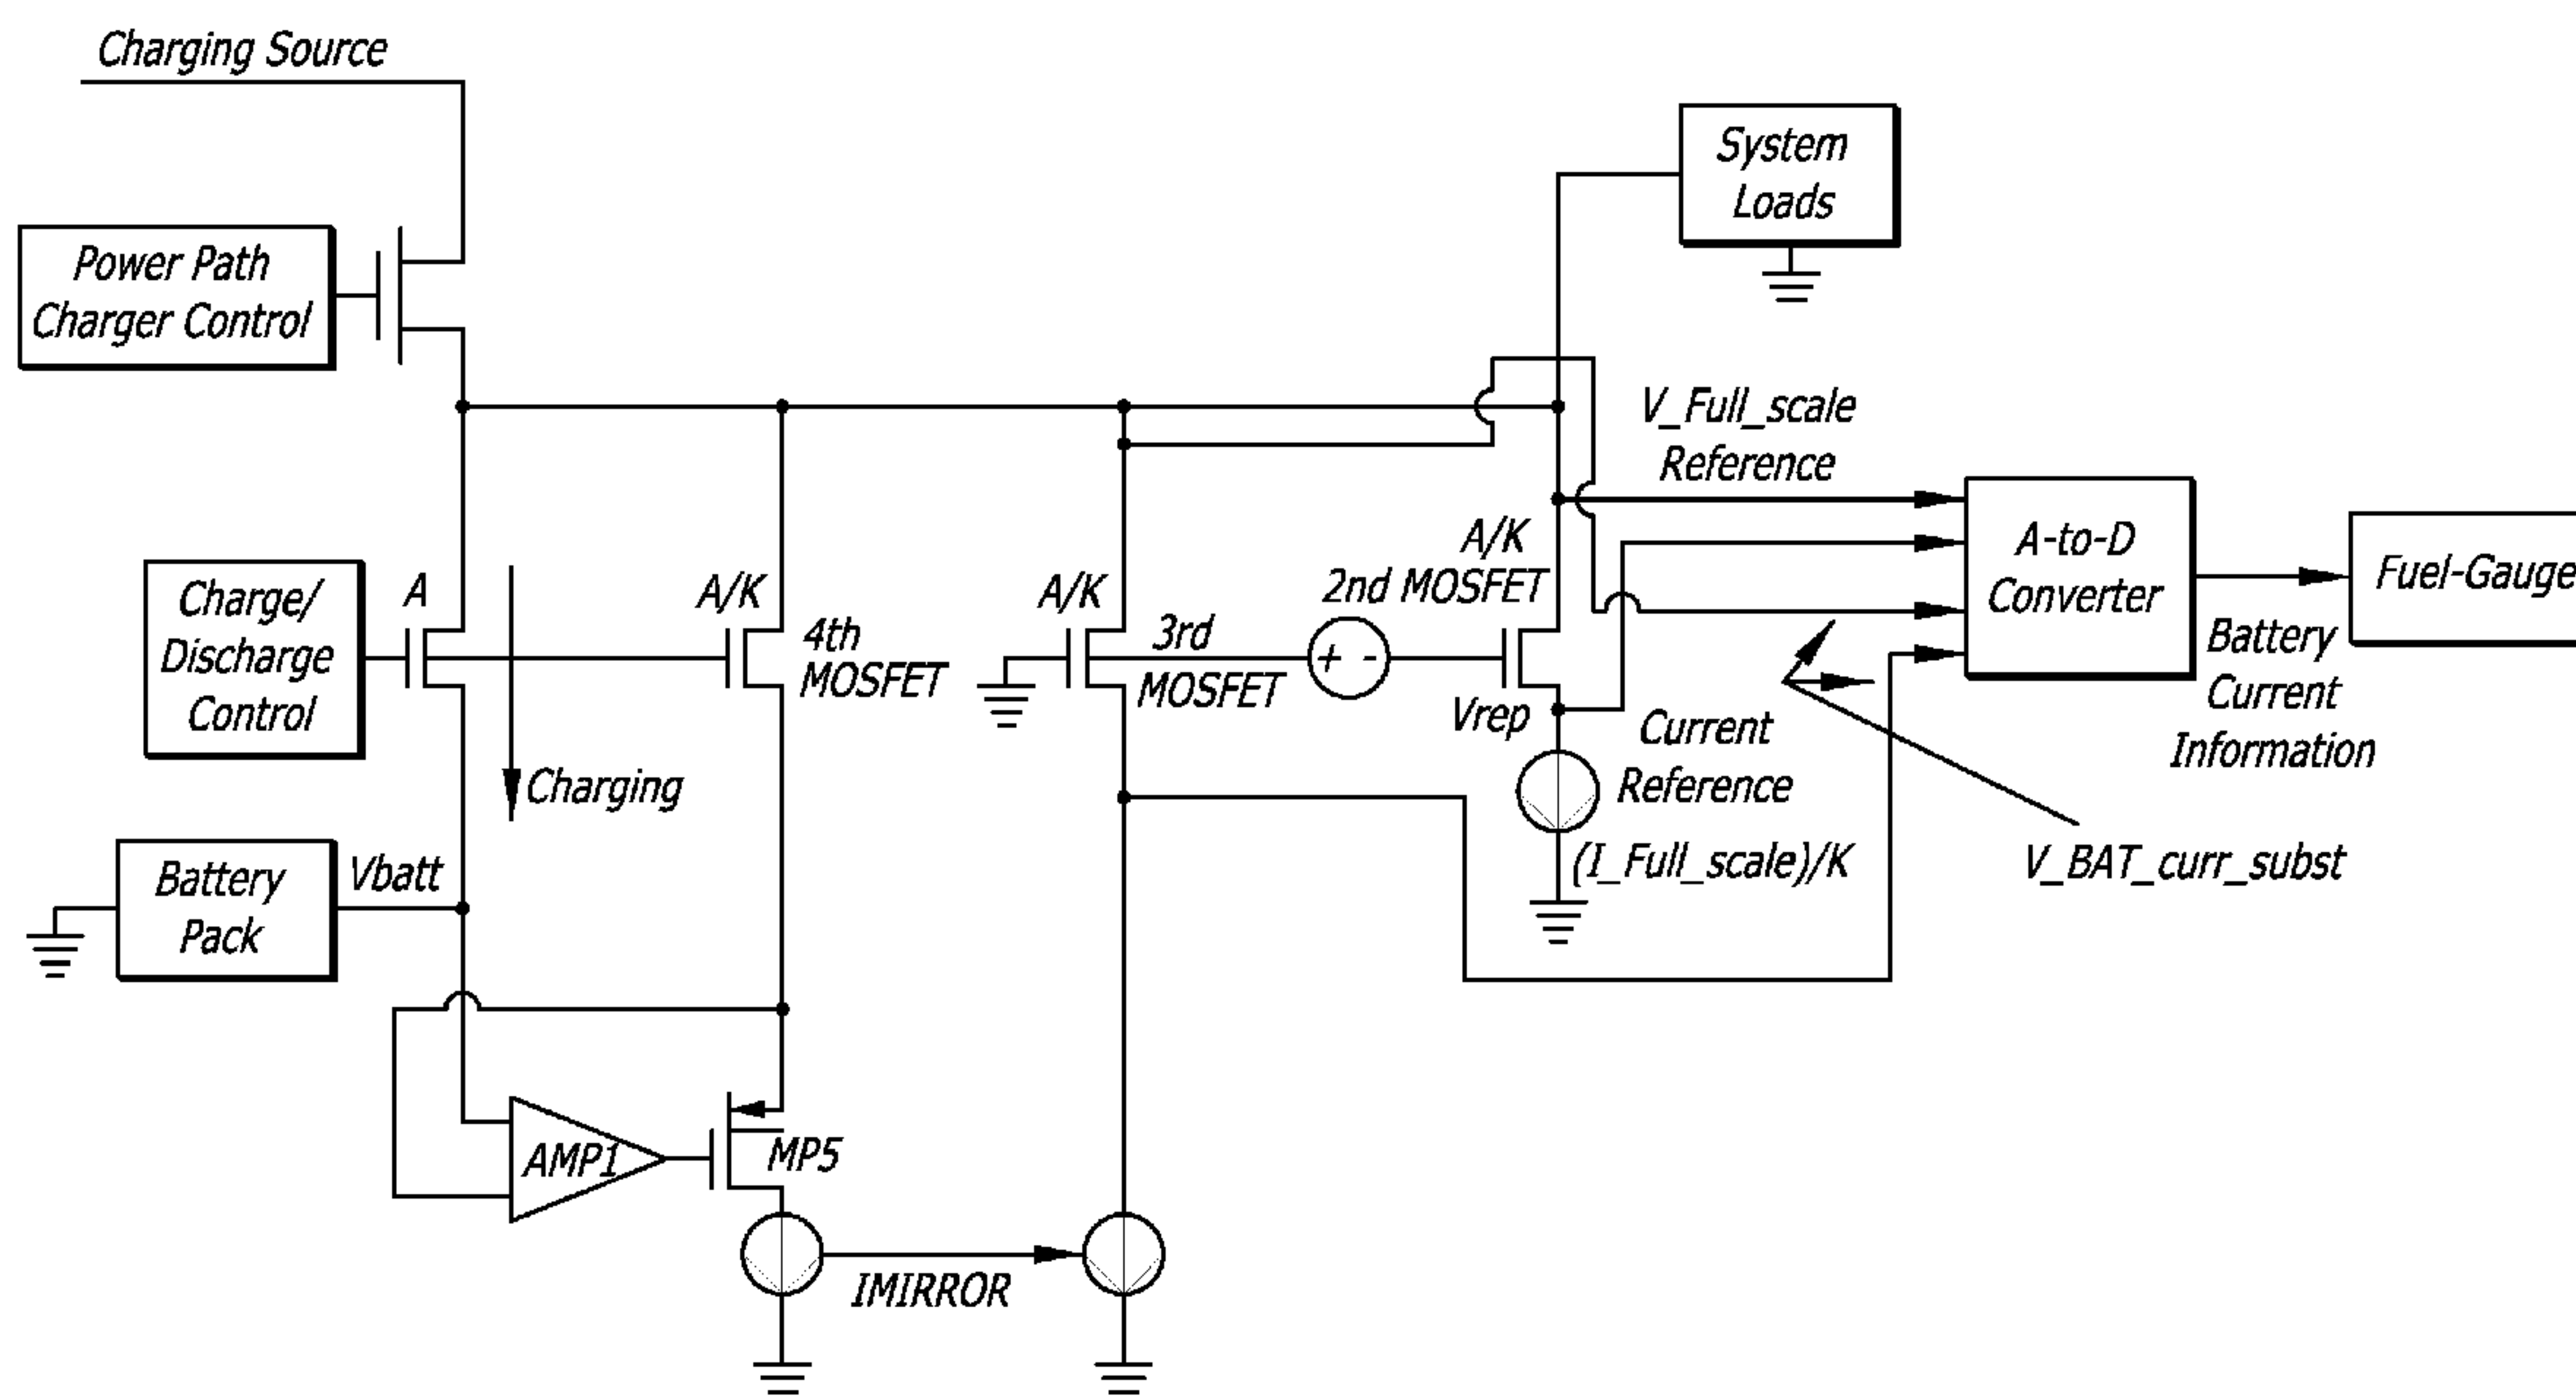 Charging Source
Power Path
Charger Control
System
Loads
V_Full_scale
Reference
A/K
2nd MOSFET
A-to-D
Converter
Fuel-Gauge
Charge/
Discharge
Control
A
A/K
4th
MOSFET
A/K
3rd
MOSFET
+ -
Vrep
Battery
Current
Information
Charging
Current
Reference
(I_Full_scale)/K
V_BAT_curr_subst
Battery
Pack
Vbatt
AMP1
MP5
IMIRROR